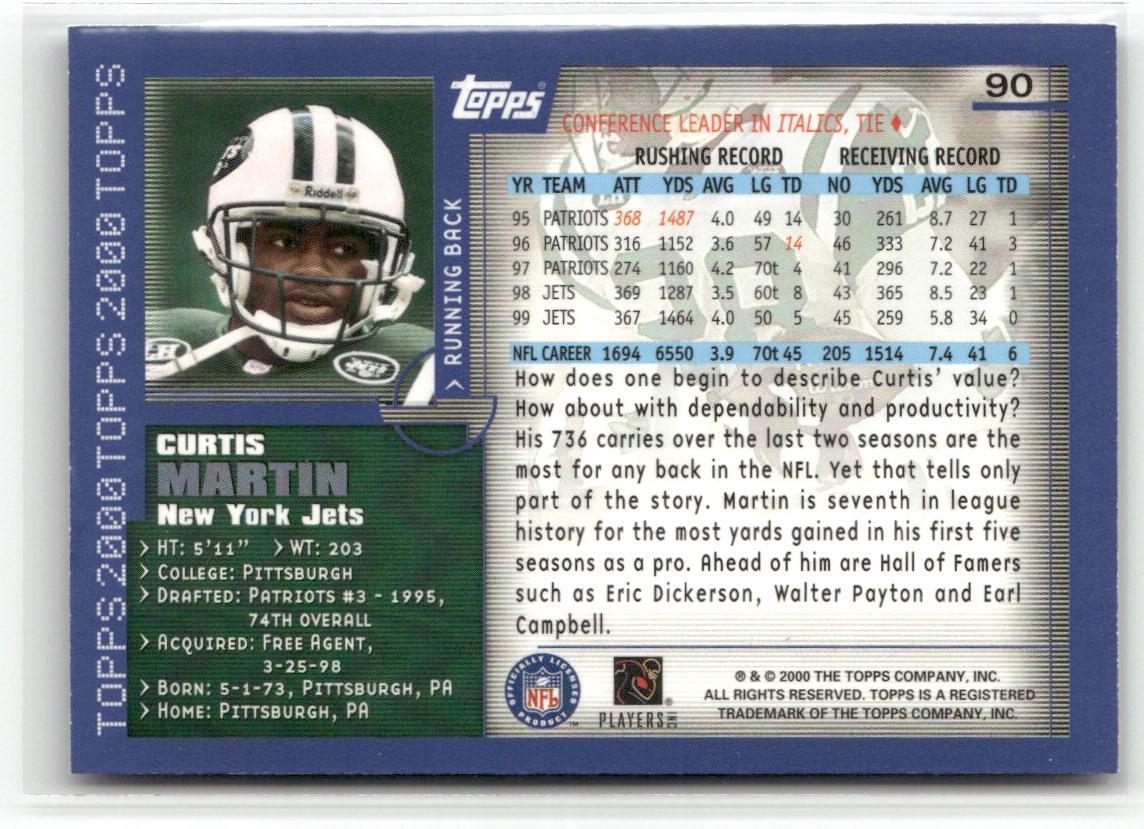 TOPPS 2000 TOPPS 2000 TOPPS 2000 TOPPS
Riddell
JETS
> RUNNING BACK
CURTIS
MARTIN
New York Jets
> HT: 5'11" > WT: 203
> COLLEGE: PITTSBURGH
> DRAFTED: PATRIOTS #3 - 1995,
74TH OVERALL
> ACQUIRED: FREE AGENT,
3-25-98
> BORN: 5-1-73, PITTSBURGH, PA
> HOME: PITTSBURGH, PA
TOPPS®
90
CONFERENCE LEADER IN ITALICS, TIE ♦
RUSHING RECORD RECEIVING RECORD
YR TEAM ATT YDS AVG LG TD NO YDS AVG LG TD
95 PATRIOTS 368 1487 4.0 49 14 30 261 8.7 27 1
96 PATRIOTS 316 1152 3.6 57 14 46 333 7.2 41 3
97 PATRIOTS 274 1160 4.2 70t 4 41 296 7.2 22 1
98 JETS 369 1287 3.5 60t 8 43 365 8.5 23 1
99 JETS 367 1464 4.0 50 5 45 259 5.8 34 0
NFL CAREER 1694 6550 3.9 70t 45 205 1514 7.4 41 6
How does one begin to describe Curtis' value?
How about with dependability and productivity?
His 736 carries over the last two seasons are the
most for any back in the NFL. Yet that tells only
part of the story. Martin is seventh in league
history for the most yards gained in his first five
seasons as a pro. Ahead of him are Hall of Famers
such as Eric Dickerson, Walter Payton and Earl
Campbell.
OFFICIALLY LICENSED
NFL
PRODUCT ™
PLAYERS INC ®
® & © 2000 THE TOPPS COMPANY, INC.
ALL RIGHTS RESERVED. TOPPS IS A REGISTERED
TRADEMARK OF THE TOPPS COMPANY, INC.